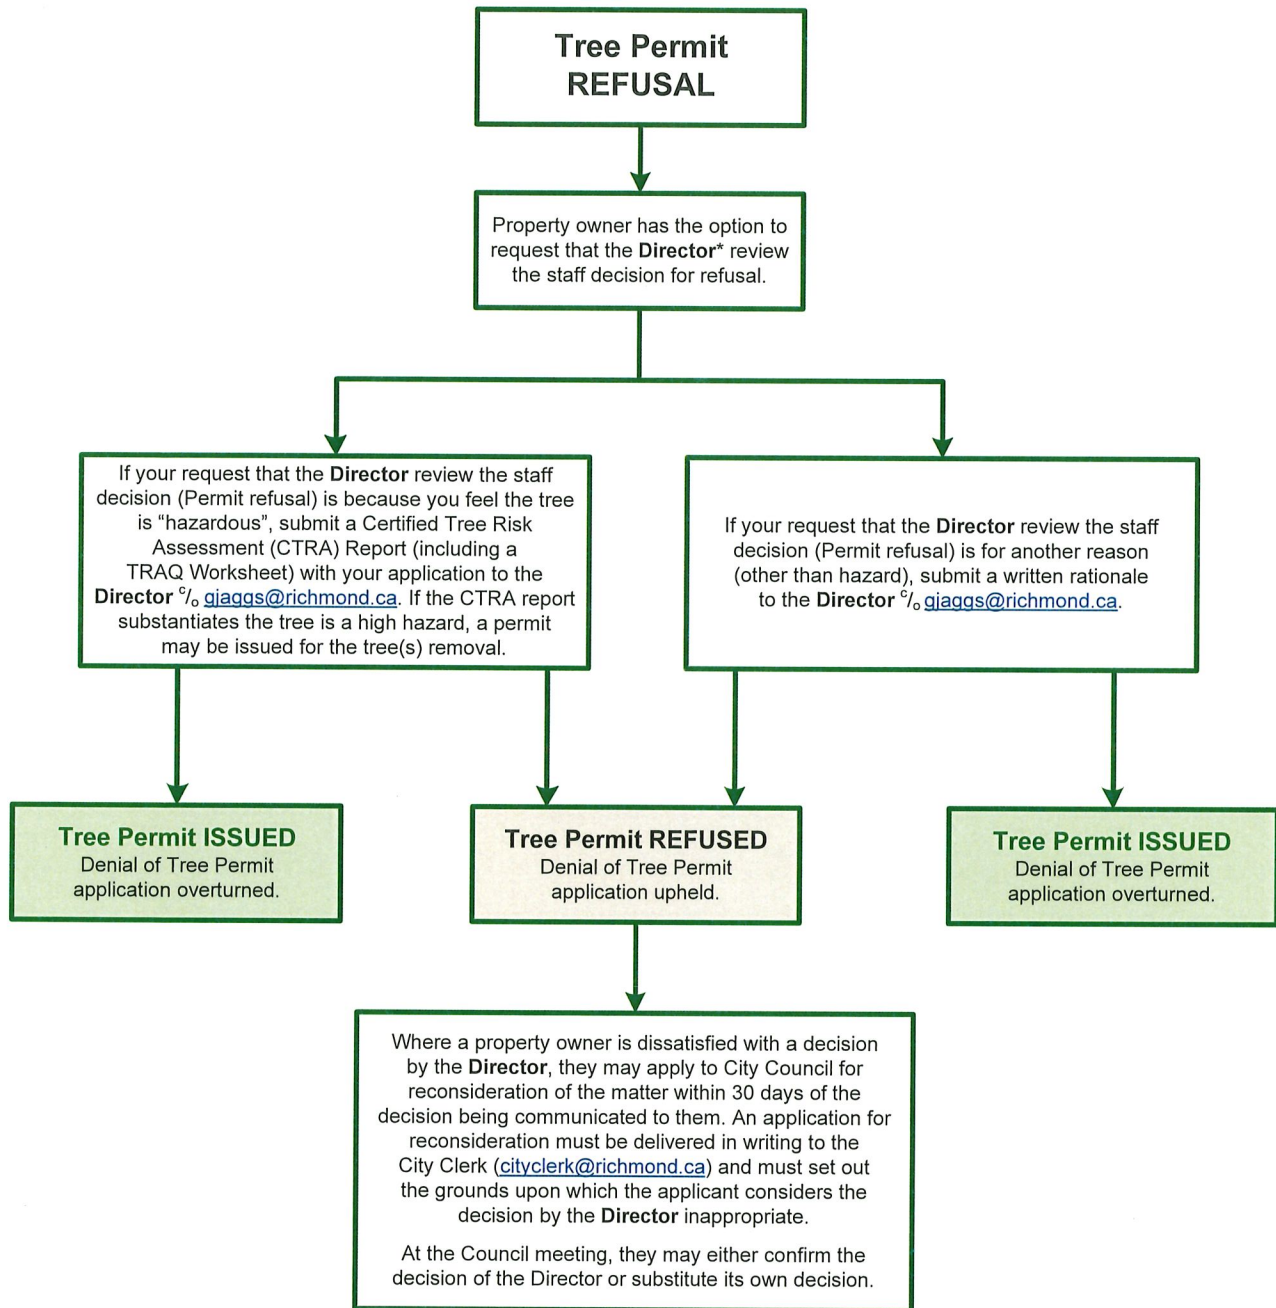 Tree Permit
REFUSAL
Property owner has the option to
request that the Director* review
the staff decision for refusal.
If your request that the Director review the staff
decision (Permit refusal) is because you feel the tree
is “hazardous”, submit a Certified Tree Risk
Assessment (CTRA) Report (including a
TRAQ Worksheet) with your application to the
Director c/o gjaggs@richmond.ca. If the CTRA report
substantiates the tree is a high hazard, a permit
may be issued for the tree(s) removal.
If your request that the Director review the staff
decision (Permit refusal) is for another reason
(other than hazard), submit a written rationale
to the Director c/o gjaggs@richmond.ca.
Tree Permit ISSUED
Denial of Tree Permit
application overturned.
Tree Permit REFUSED
Denial of Tree Permit
application upheld.
Tree Permit ISSUED
Denial of Tree Permit
application overturned.
Where a property owner is dissatisfied with a decision
by the Director, they may apply to City Council for
reconsideration of the matter within 30 days of the
decision being communicated to them. An application for
reconsideration must be delivered in writing to the
City Clerk (cityclerk@richmond.ca) and must set out
the grounds upon which the applicant considers the
decision by the Director inappropriate.
At the Council meeting, they may either confirm the
decision of the Director or substitute its own decision.